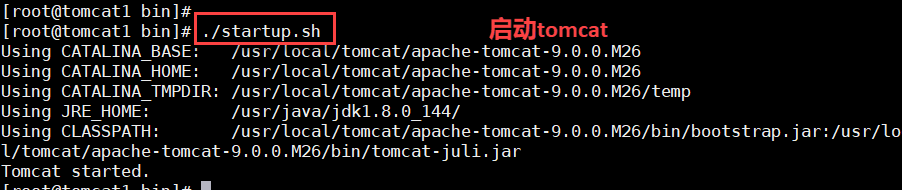 [root@tomcat1 bin]#
[root@tomcat1 bin]# ./startup.sh 启动tomcat
Using CATALINA_BASE:   /usr/local/tomcat/apache-tomcat-9.0.0.M26
Using CATALINA_HOME:   /usr/local/tomcat/apache-tomcat-9.0.0.M26
Using CATALINA_TMPDIR: /usr/local/tomcat/apache-tomcat-9.0.0.M26/temp
Using JRE_HOME:        /usr/java/jdk1.8.0_144/
Using CLASSPATH:       /usr/local/tomcat/apache-tomcat-9.0.0.M26/bin/bootstrap.jar:/usr/lo
l/tomcat/apache-tomcat-9.0.0.M26/bin/tomcat-juli.jar
Tomcat started.
[root@tomcat1 bin]#